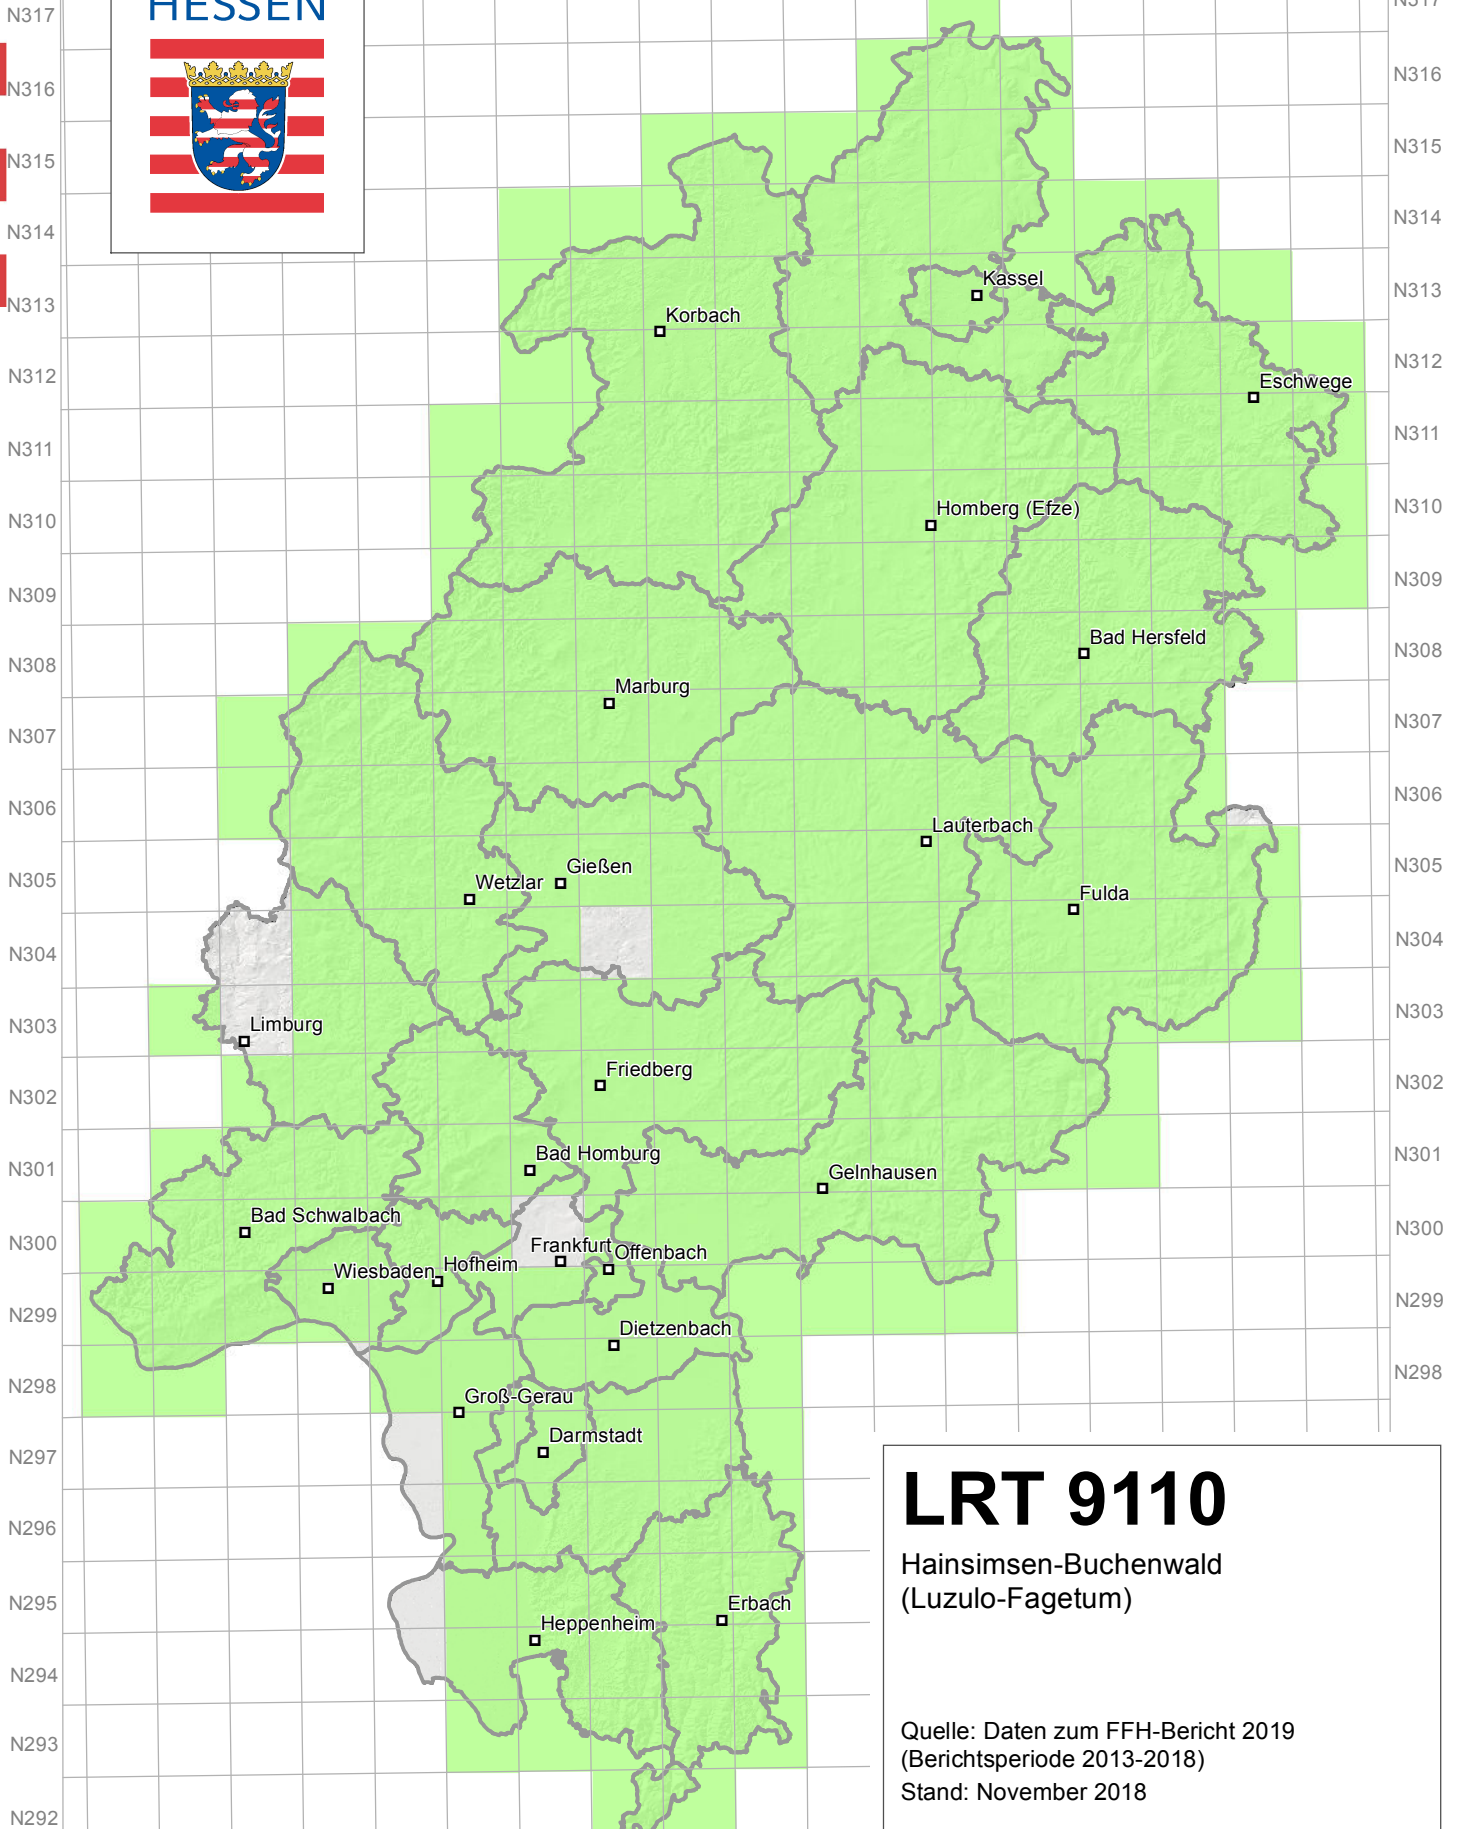 HESSEN
N317
N317
N316
N316
N315
N315
N314
N314
N313
N313
N312
N312
N311
N311
N310
N310
N309
N309
N308
N308
N307
N307
N306
N306
N305
N305
N304
N304
N303
N303
N302
N302
N301
N301
N300
N300
N299
N299
N298
N298
N297
N296
N295
N294
N293
N292
Kassel
Korbach
Eschwege
Homberg (Efze)
Bad Hersfeld
Marburg
Lauterbach
Gießen
Wetzlar
Fulda
Limburg
Friedberg
Bad Homburg
Gelnhausen
Bad Schwalbach
Frankfurt
Offenbach
Hofheim
Wiesbaden
Dietzenbach
Groß-Gerau
Darmstadt
Erbach
Heppenheim
LRT 9110
Hainsimsen-Buchenwald
(Luzulo-Fagetum)
Quelle: Daten zum FFH-Bericht 2019
(Berichtsperiode 2013-2018)
Stand: November 2018